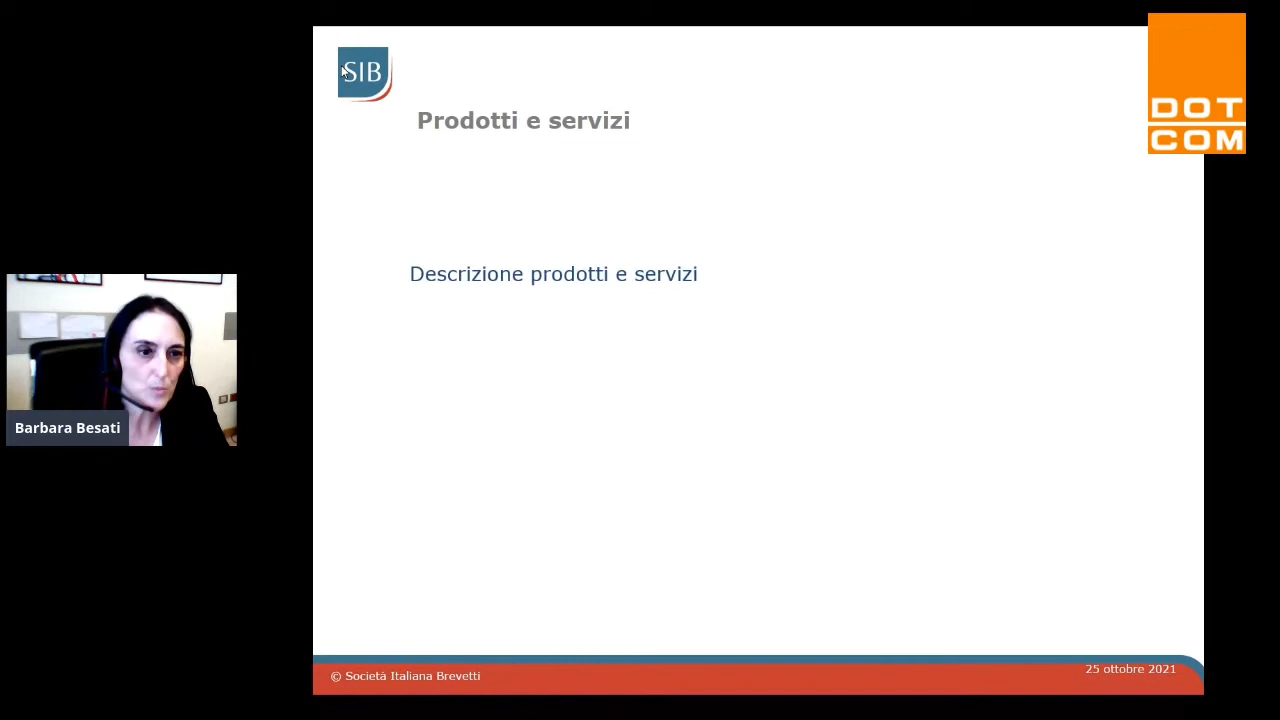 SIB
DOT
COM
Prodotti e servizi
Descrizione prodotti e servizi
Barbara Besati
© Società Italiana Brevetti
25 ottobre 2021